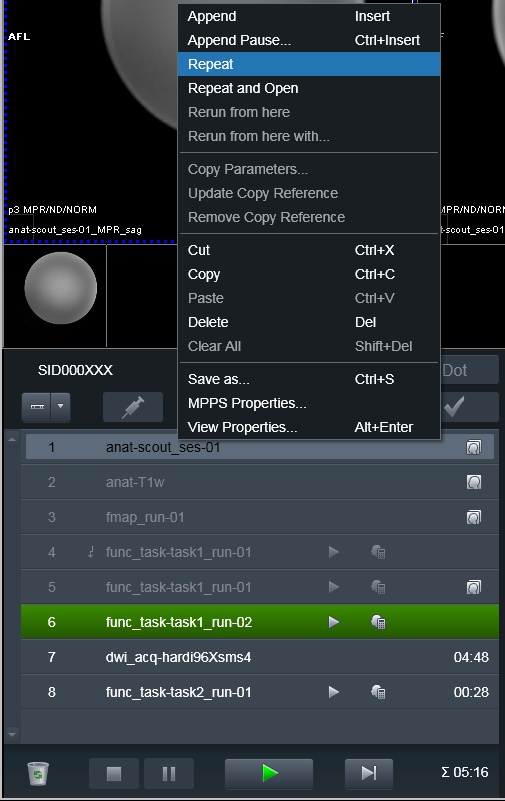 AFL
F
Append Insert
Append Pause... Ctrl+Insert
Repeat
Repeat and Open
Rerun from here
Rerun from here with...
Copy Parameters...
Update Copy Reference
Remove Copy Reference
p3 MPR/ND/NORM
anat-scout_ses-01_MPR_sag
t-scout_ses-01
Cut Ctrl+X
Copy Ctrl+C
Paste Ctrl+V
Delete Del
Clear All Shift+Del
Save as... Ctrl+S
MPPS Properties...
View Properties... Alt+Enter
SID000XXX
Dot
1 anat-scout_ses-01
2 anat-T1w
3 fmap_run-01
4 func_task-task1_run-01
5 func_task-task1_run-01
6 func_task-task1_run-02
7 dwi_acq-hardi96Xsms4 04:48
8 func_task-task2_run-01 00:28
Σ 05:16